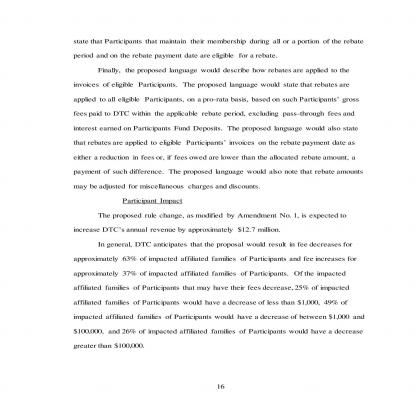 state that Participants that maintain their membership during all or a portion of the rebate
period and on the rebate payment date are eligible for a rebate.
Finally, the proposed language would describe how rebates are applied to the
invoices of eligible Participants. The proposed language would state that rebates are
applied to all eligible Participants, on a pro-rata basis, based on such Participants' gross
fees paid to DTC within the applicable rebate period, excluding pass-through fees and
interest earned on Participants Fund Deposits. The proposed language would also state
that rebates are applied to eligible Participants' invoices on the rebate payment date as
either a reduction in fees or, if fees owed are lower than the allocated rebate amount, a
payment of such difference. The proposed language would also note that rebate amounts
may be adjusted for miscellaneous charges and discounts.
Participant Impact
The proposed rule change, as modified by Amendment No. 1, is expected to
increase DTC's annual revenue by approximately $12.7 million.
In general, DTC anticipates that the proposal would result in fee decreases for
approximately 63% of impacted affiliated families of Participants and fee increases for
approximately 37% of impacted affiliated families of Participants. Of the impacted
affiliated families of Participants that may have their fees decrease, 25% of impacted
affiliated families of Participants would have a decrease of less than $1,000, 49% of
impacted affiliated families of Participants would have a decrease of between $1,000 and
$100,000, and 26% of impacted affiliated families of Participants would have a decrease
greater than $100,000.
16